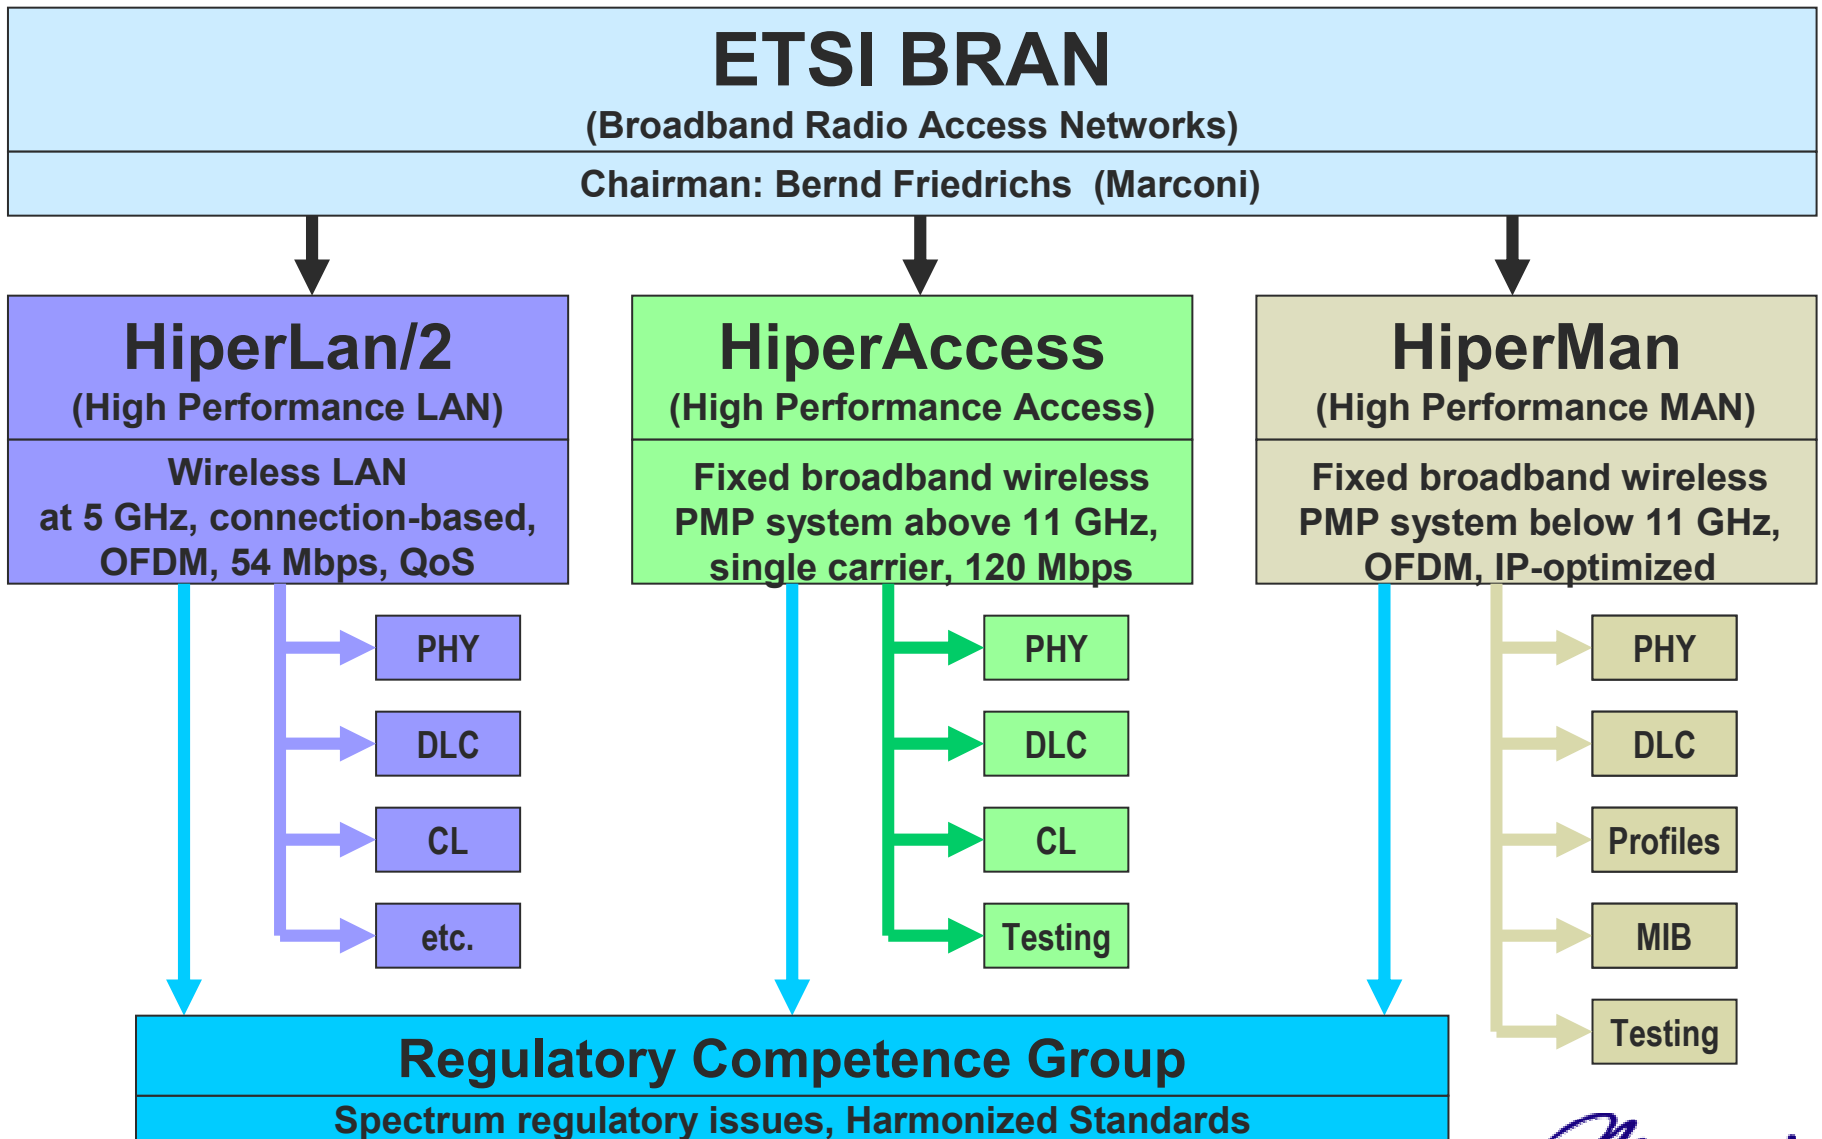 ETSI BRAN
(Broadband Radio Access Networks)
Chairman: Bernd Friedrichs (Marconi)
HiperLan/2
(High Performance LAN)
Wireless LAN
at 5 GHz, connection-based,
OFDM, 54 Mbps, QoS
PHY
DLC
CL
etc.
HiperAccess
(High Performance Access)
Fixed broadband wireless
PMP system above 11 GHz,
single carrier, 120 Mbps
PHY
DLC
CL
Testing
HiperMan
(High Performance MAN)
Fixed broadband wireless
PMP system below 11 GHz,
OFDM, IP-optimized
PHY
DLC
Profiles
MIB
Testing
Regulatory Competence Group
Spectrum regulatory issues, Harmonized Standards